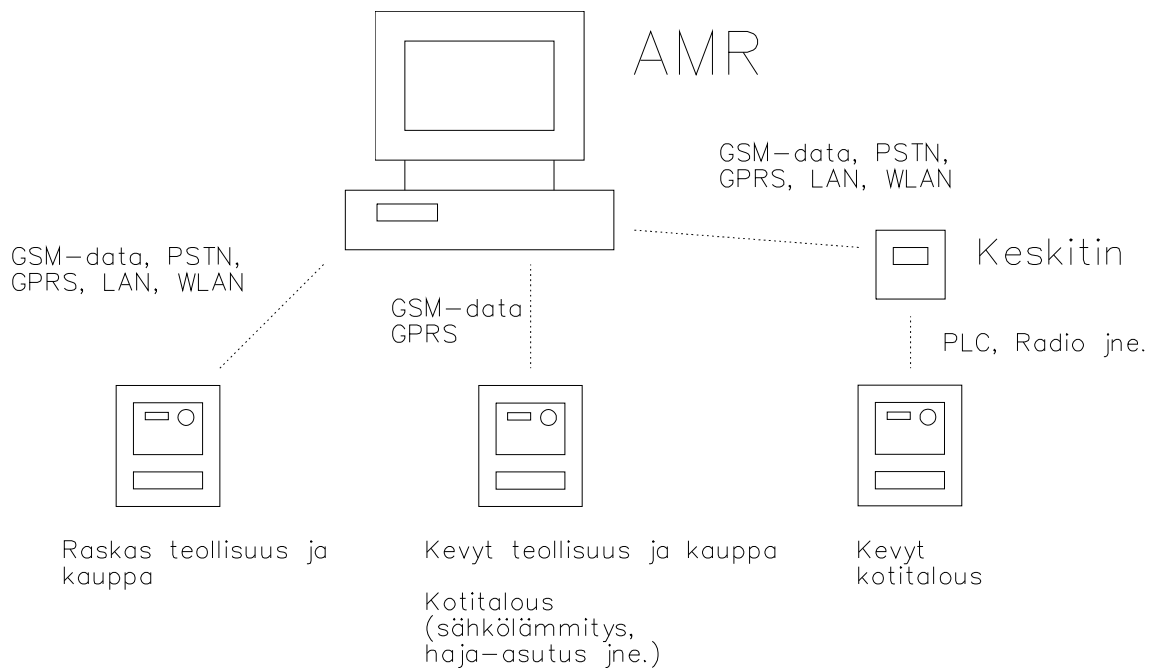 AMR
GSM-data, PSTN,
GPRS, LAN, WLAN
GSM-data, PSTN,
GPRS, LAN, WLAN
Keskitin
GSM-data
GPRS
PLC, Radio jne.
Raskas teollisuus ja
kauppa
Kevyt teollisuus ja kauppa
Kotitalous
(sähkölämmitys,
haja-asutus jne.)
Kevyt
kotitalous